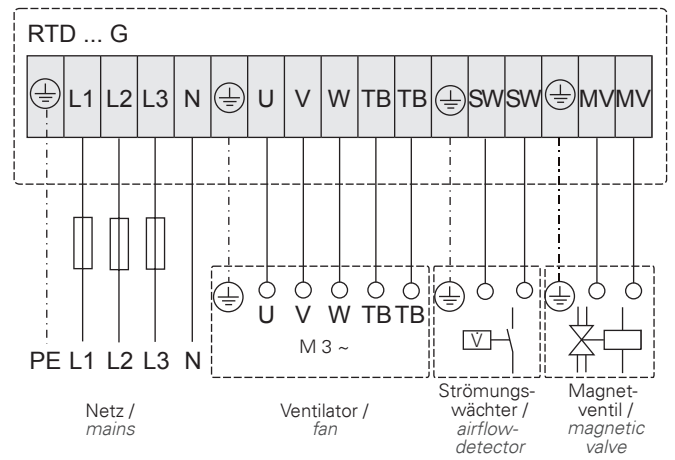 RTD ... G
L1 L2 L3 N U V W TB TB SW SW MV MV
U V W TB TB
M 3 ~
V̇
PE L1 L2 L3 N
Netz /
mains
Ventilator /
fan
Strömungs-
wächter /
airflow-
detector
Magnet-
ventil /
magnetic
valve